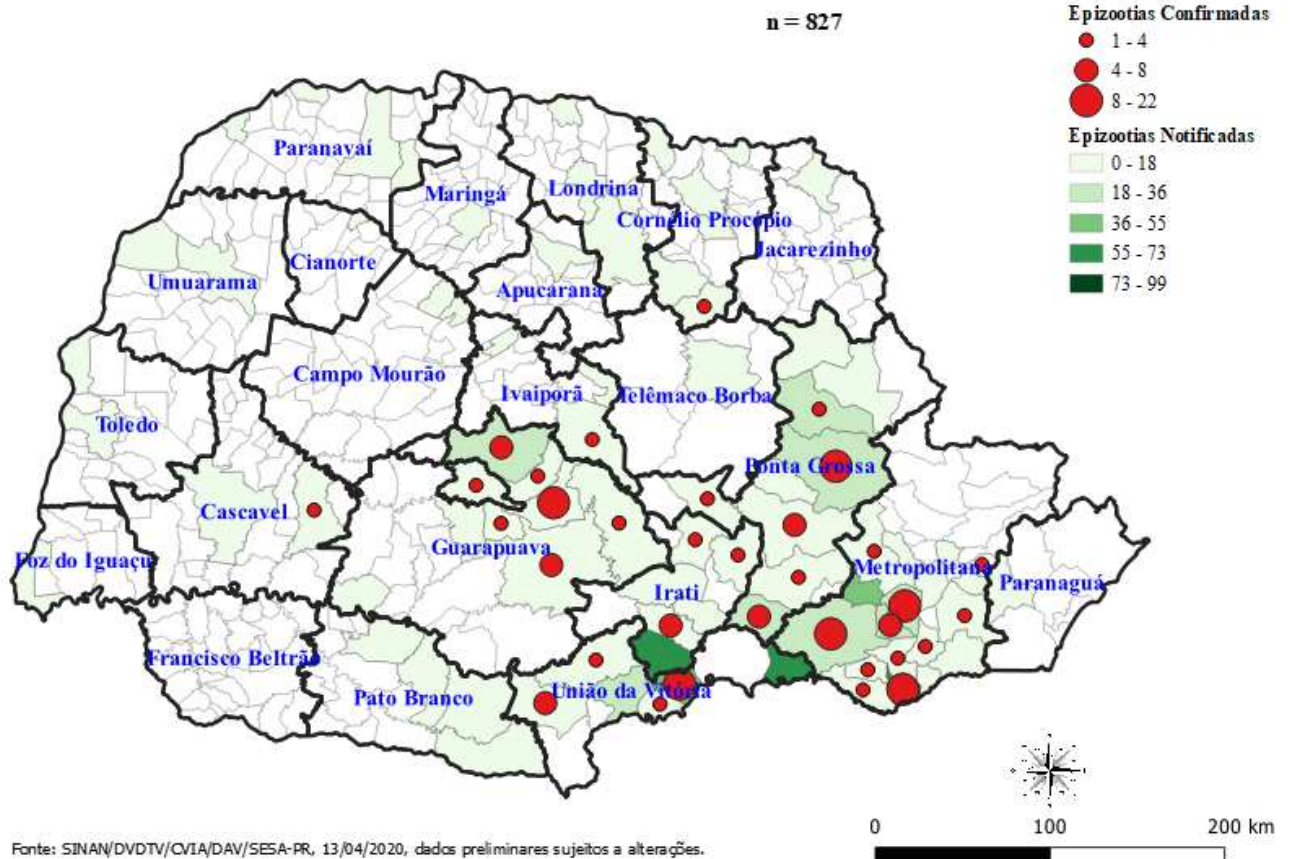 n = 827
Epizootias Confirmadas
1 - 4
4 - 8
8 - 22
Epizootias Notificadas
0 - 18
18 - 36
36 - 55
55 - 73
73 - 99
Paranavaí
Maringá
Londrina
Cornélio Procópio
Jacarezinho
Umuarama
Cianorte
Apucarana
Campo Mourão
Ivaiporã
Telêmaco Borba
Toledo
Ponta Grossa
Cascavel
Guarapuava
Foz do Iguaçu
Metropolitana
Paranaguá
Irati
Francisco Beltrão
Pato Branco
União da Vitória
0 100 200 km
Fonte: SINAN/DVDTV/CVIA/DAV/SESA-PR, 13/04/2020, dados preliminares sujeitos a alterações.